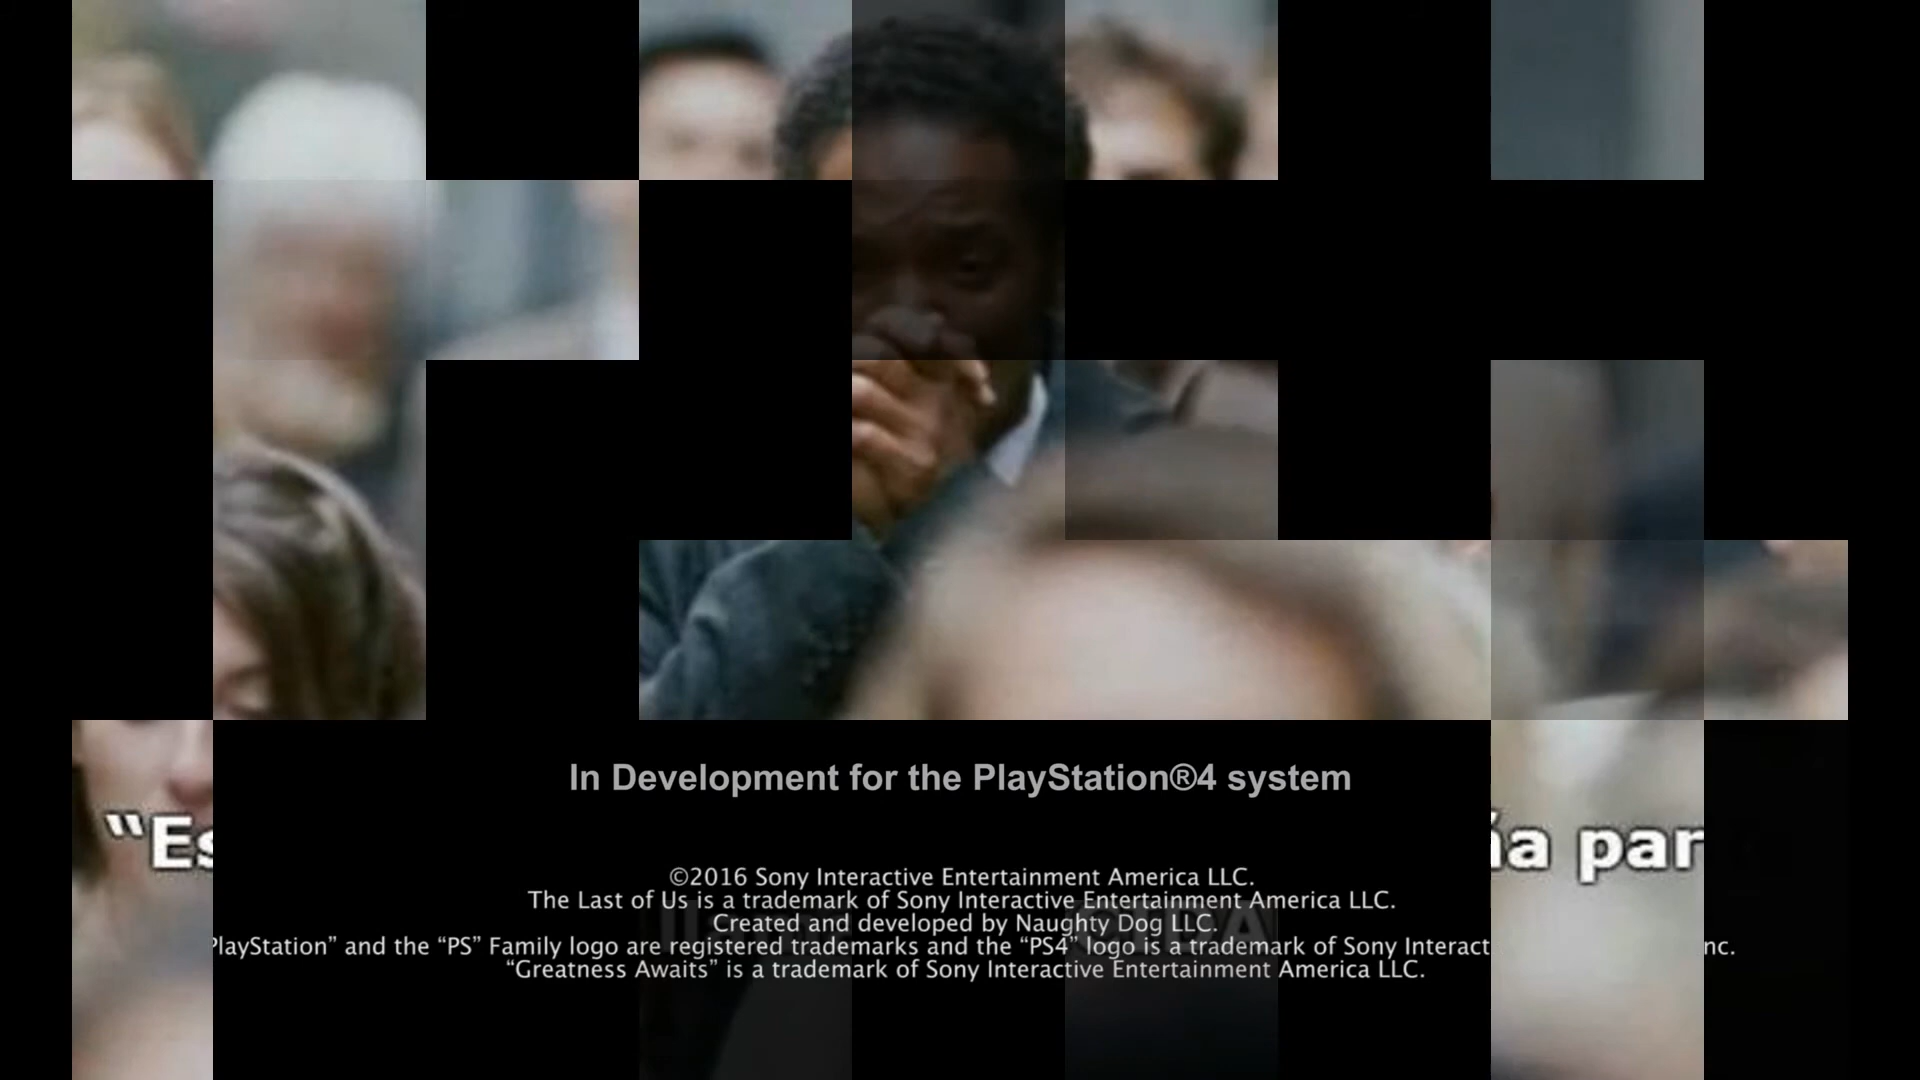 In Development for the PlayStation®4 system
“Es
ía par
©2016 Sony Interactive Entertainment America LLC.
The Last of Us is a trademark of Sony Interactive Entertainment America LLC.
Created and developed by Naughty Dog LLC.
PlayStation” and the “PS” Family logo are registered trademarks and the “PS4” logo is a trademark of Sony Interact nc.
“Greatness Awaits” is a trademark of Sony Interactive Entertainment America LLC.